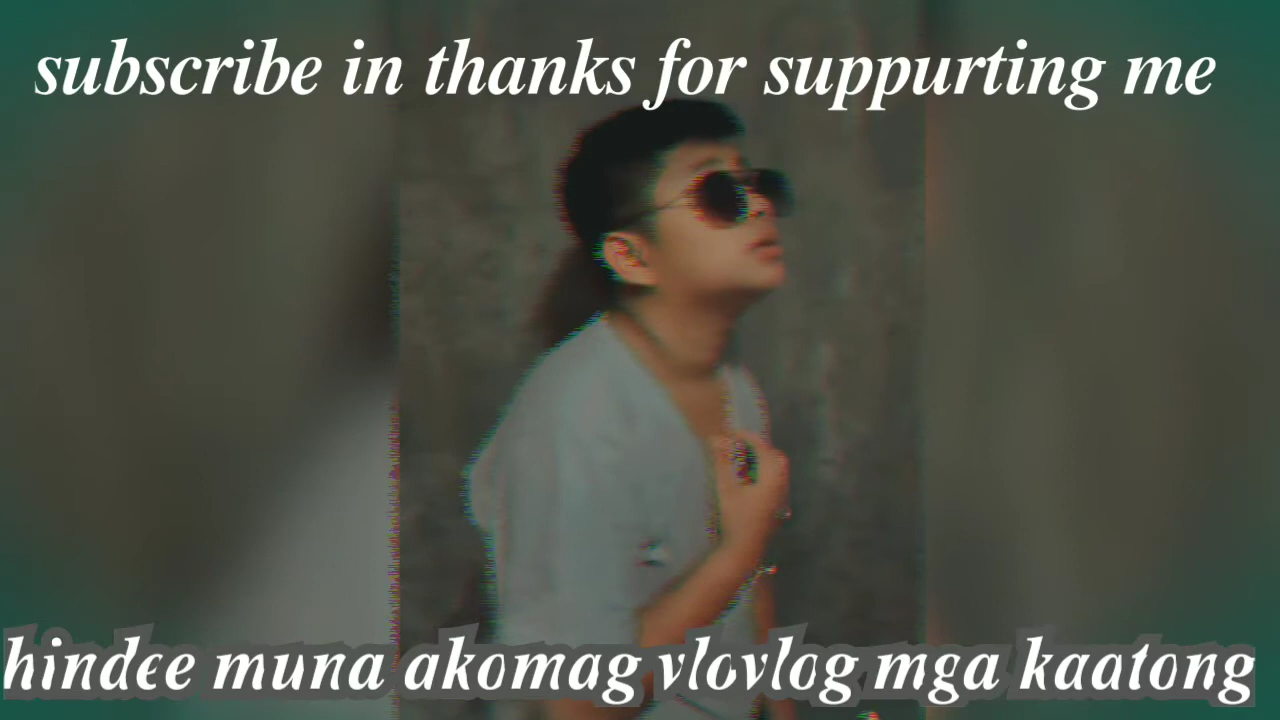 subscribe in thanks for suppurting me
hindee muna akomag vlovlog mga kaatong